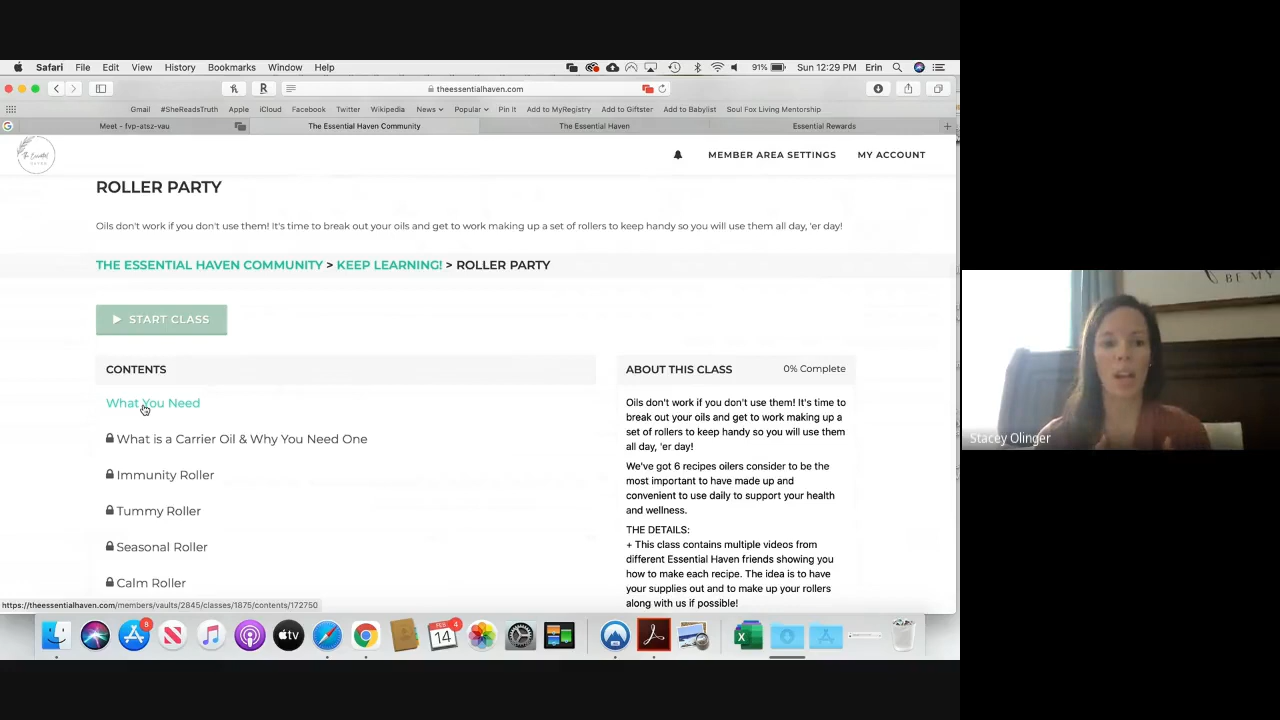 Safari File Edit View History Bookmarks Window Help 91% Sun 12:29 PM Erin
theessentialhaven.com
Gmail #SheReadsTruth Apple iCloud Facebook Twitter Wikipedia News Popular Pin It Add to MyRegistry Add to Giftster Add to Babylist Soul Fox Living Mentorship
Meet - fvp-atsz-vau The Essential Haven Community The Essential Haven Essential Rewards
The Essential
MEMBER AREA SETTINGS MY ACCOUNT
ROLLER PARTY
Oils don't work if you don't use them! It's time to break out your oils and get to work making up a set of rollers to keep handy so you will use them all day, 'er day!
THE ESSENTIAL HAVEN COMMUNITY > KEEP LEARNING! > ROLLER PARTY
START CLASS
CONTENTS
What You Need
What is a Carrier Oil & Why You Need One
Immunity Roller
Tummy Roller
Seasonal Roller
Calm Roller
ABOUT THIS CLASS 0% Complete
Oils don't work if you don't use them! It's time to
break out your oils and get to work making up a
set of rollers to keep handy so you will use them
all day, 'er day!
We've got 6 recipes oilers consider to be the
most important to have made up and
convenient to use daily to support your health
and wellness.
THE DETAILS:
+ This class contains multiple videos from
different Essential Haven friends showing you
how to make each recipe. The idea is to have
your supplies out and to make up your rollers
along with us if possible!
https://theessentialhaven.com/members/vaults/2845/classes/1875/contents/172750
8
FEB 4
14
tv
BE MY
Stacey Olinger